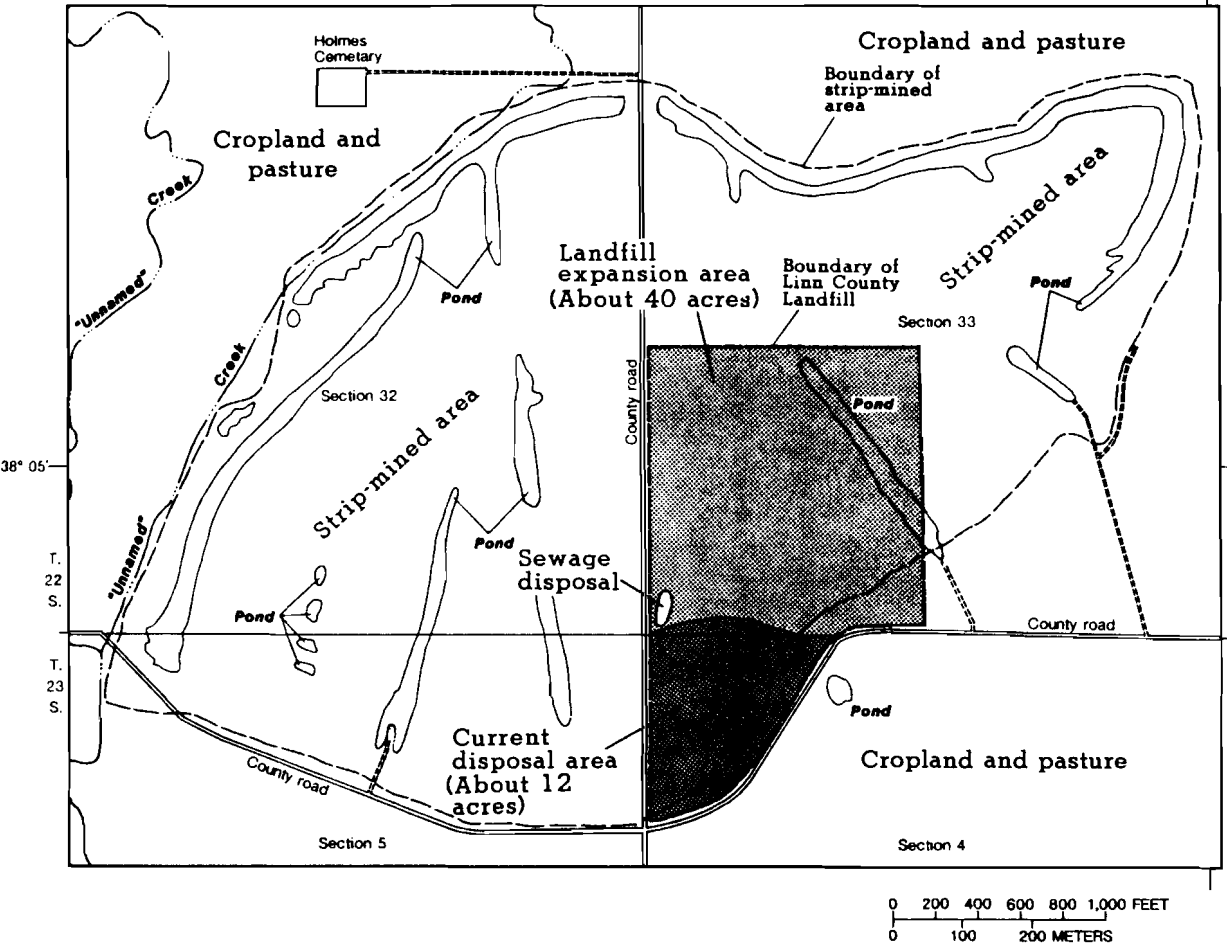 Holmes
Cemetary
Cropland and pasture
Boundary of
strip-mined
area
Cropland and
pasture
Creek
"Unnamed"
Strip-mined area
Landfill
expansion area
(About 40 acres)
Boundary of
Linn County
Landfill
Pond
Pond
Section 33
Creek
County road
Section 32
Pond
Strip-mined area
38° 05'
Pond
"Unnamed"
Sewage
disposal
T.
22
S.
Pond
County road
T.
23
S.
Pond
Current
disposal area
(About 12
acres)
Cropland and pasture
County road
Section 5
Section 4
0 200 400 600 800 1,000 FEET
0 100 200 METERS